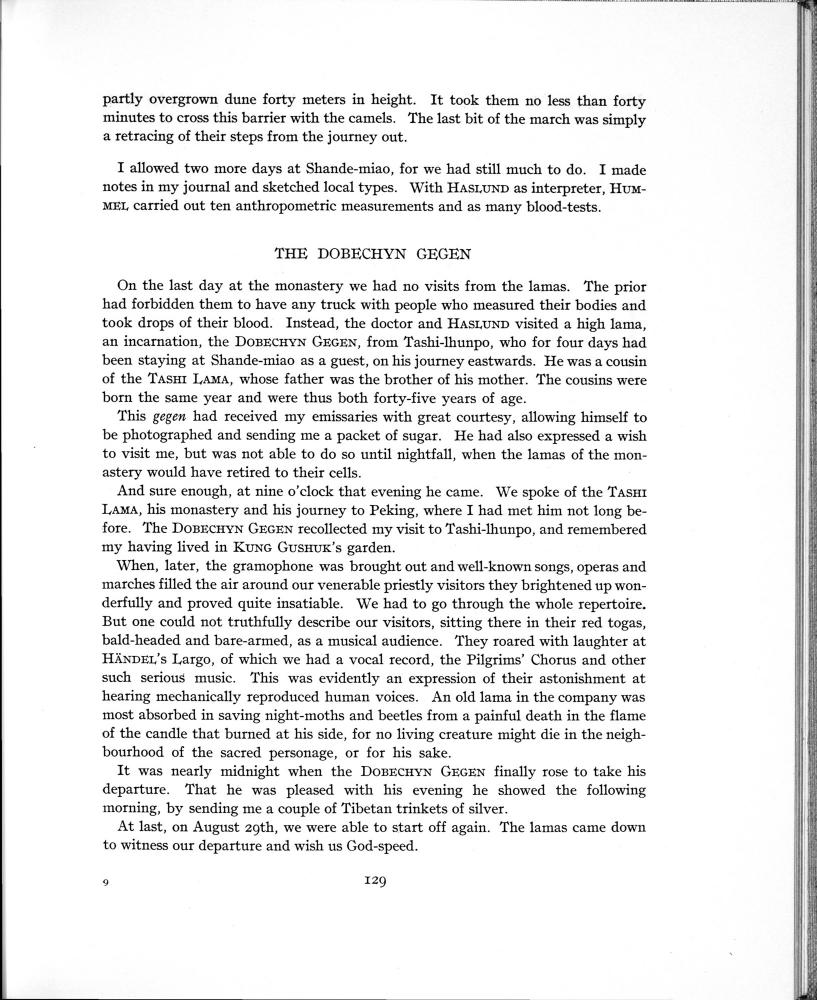 partly overgrown dune forty meters in height. It took them no less than forty
minutes to cross this barrier with the camels. The last bit of the march was simply
a retracing of their steps from the journey out.
I allowed two more days at Shande-miao, for we had still much to do. I made
notes in my journal and sketched local types. With HASLUND as interpreter, HUM-
MEL carried out ten anthropometric measurements and as many blood-tests.
THE DOBECHYN GEGEN
On the last day at the monastery we had no visits from the lamas. The prior
had forbidden them to have any truck with people who measured their bodies and
took drops of their blood. Instead, the doctor and HASLUND visited a high lama,
an incarnation, the DOBECHYN GEGEN, from Tashi-lhunpo, who for four days had
been staying at Shande-miao as a guest, on his journey eastwards. He was a cousin
of the TASHI LAMA, whose father was the brother of his mother. The cousins were
born the same year and were thus both forty-five years of age.
This gegen had received my emissaries with great courtesy, allowing himself to
be photographed and sending me a packet of sugar. He had also expressed a wish
to visit me, but was not able to do so until nightfall, when the lamas of the mon-
astery would have retired to their cells.
And sure enough, at nine o'clock that evening he came. We spoke of the TASHI
LAMA, his monastery and his journey to Peking, where I had met him not long be-
fore. The DOBECHYN GEGEN recollected my visit to Tashi-lhunpo, and remembered
my having lived in KUNG GUSHUK's garden.
When, later, the gramophone was brought out and well-known songs, operas and
marches filled the air around our venerable priestly visitors they brightened up won-
derfully and proved quite insatiable. We had to go through the whole repertoire.
But one could not truthfully describe our visitors, sitting there in their red togas,
bald-headed and bare-armed, as a musical audience. They roared with laughter at
HÄNDEL's Largo, of which we had a vocal record, the Pilgrims' Chorus and other
such serious music. This was evidently an expression of their astonishment at
hearing mechanically reproduced human voices. An old lama in the company was
most absorbed in saving night-moths and beetles from a painful death in the flame
of the candle that burned at his side, for no living creature might die in the neigh-
bourhood of the sacred personage, or for his sake.
It was nearly midnight when the DOBECHYN GEGEN finally rose to take his
departure. That he was pleased with his evening he showed the following
morning, by sending me a couple of Tibetan trinkets of silver.
At last, on August 29th, we were able to start off again. The lamas came down
to witness our departure and wish us God-speed.
9
129